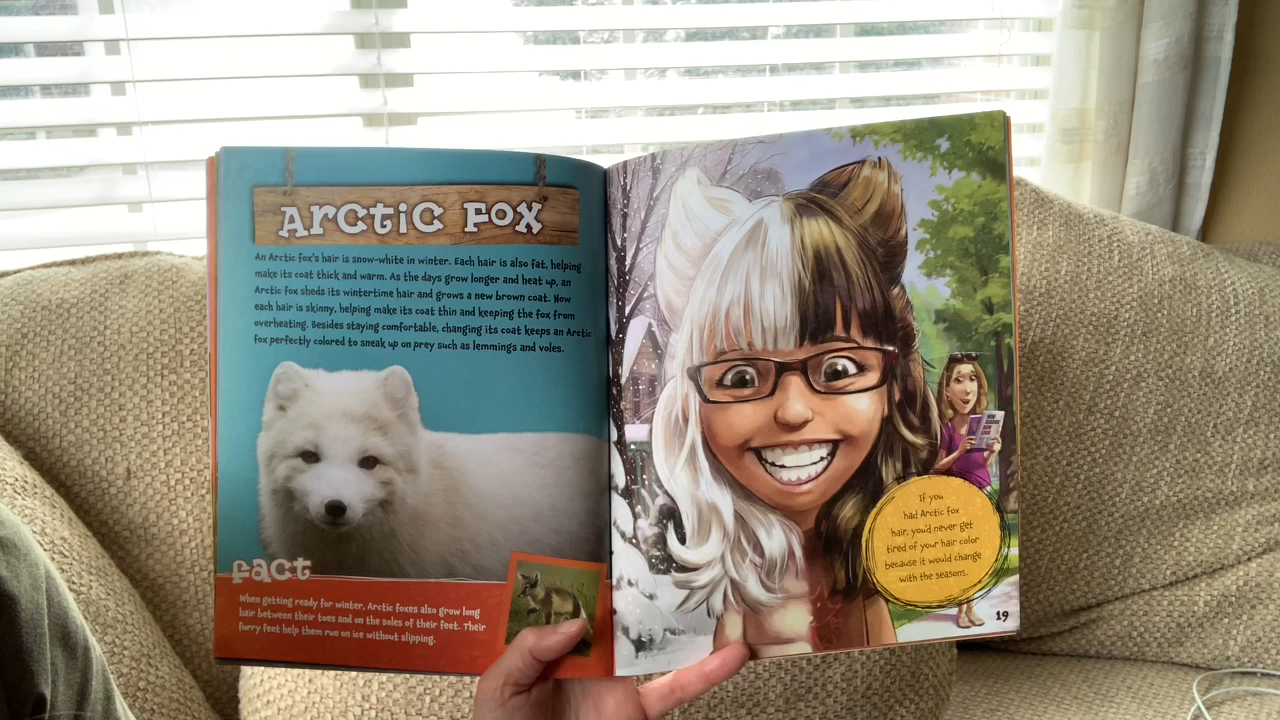 Arctic Fox
An Arctic fox's hair is snow-white in winter. Each hair is also fat, helping
make its coat thick and warm. As the days grow longer and heat up, an
Arctic fox sheds its wintertime hair and grows a new brown coat. Now
each hair is skinny, helping make its coat thin and keeping the fox from
overheating. Besides staying comfortable, changing its coat keeps an Arctic
fox perfectly colored to sneak up on prey such as lemmings and voles.
fact
When getting ready for winter, Arctic foxes also grow long
hair between their toes and on the soles of their feet. Their
furry feet help them run on ice without slipping.
If you
had Arctic fox
hair, you'd never get
tired of your hair color
because it would change
with the seasons.
19